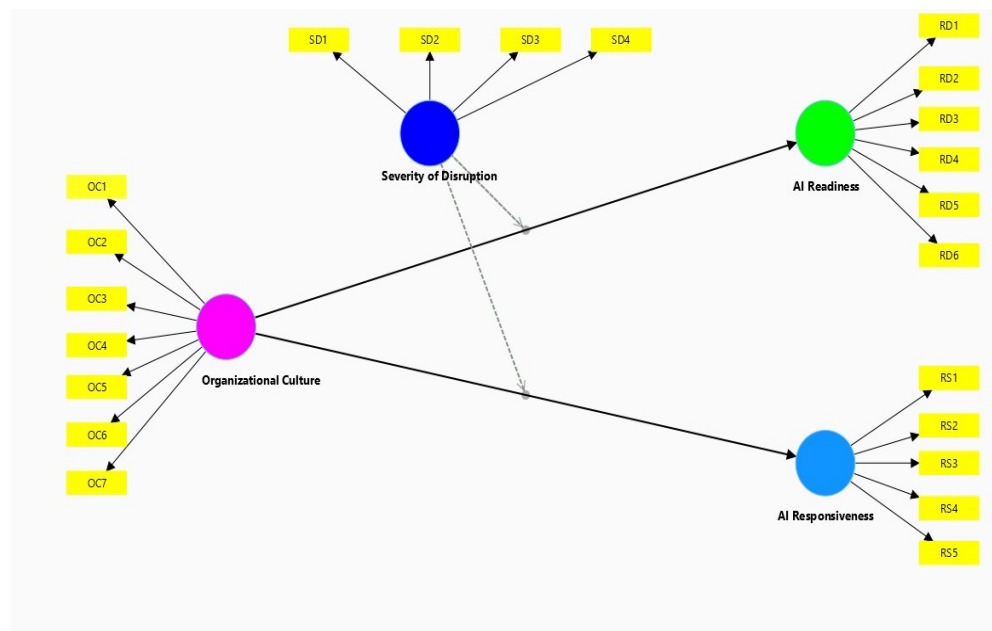 SD1
SD2
SD3
SD4
Severity of Disruption
RD1
RD2
RD3
RD4
RD5
RD6
AI Readiness
OC1
OC2
OC3
OC4
OC5
OC6
OC7
Organizational Culture
RS1
RS2
RS3
RS4
RS5
AI Responsiveness